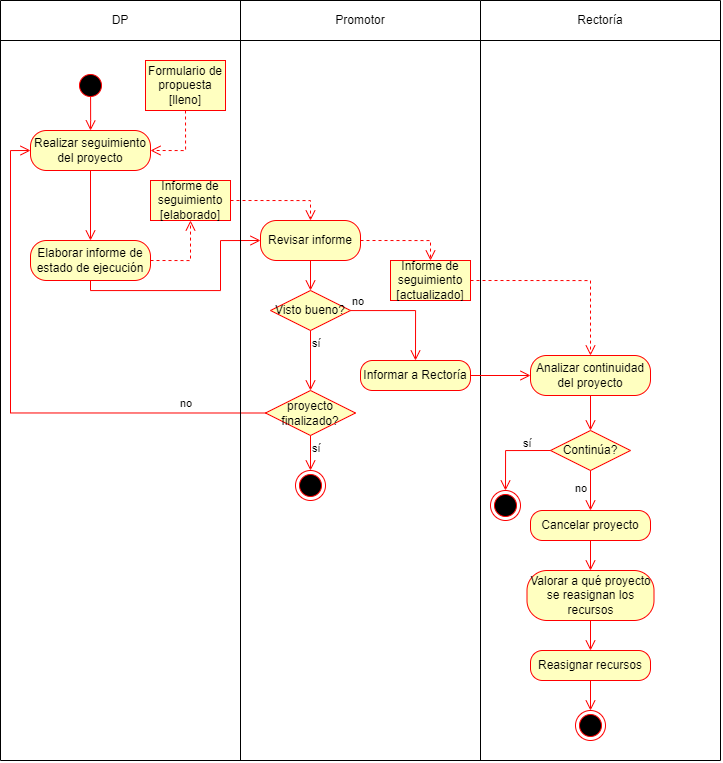 DP
Promotor
Rectoría
Formulario de
propuesta
[lleno]
Realizar seguimiento
del proyecto
Informe de
seguimiento
[elaborado]
Elaborar informe de
estado de ejecución
Revisar informe
Informe de
seguimiento
[actualizado]
Visto bueno?
no
sí
Informar a Rectoría
Analizar continuidad
del proyecto
no
proyecto
finalizado?
sí
Continúa?
sí
no
Cancelar proyecto
Valorar a qué proyecto
se reasignan los
recursos
Reasignar recursos